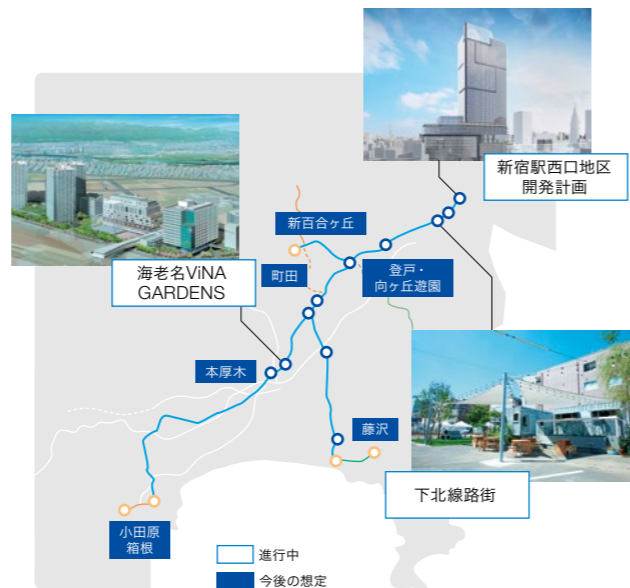 新宿駅西口地区
開発計画
新百合ヶ丘
海老名ViNA
GARDENS
町田
登戸・
向ヶ丘遊園
本厚木
藤沢
下北線路街
小田原
箱根
進行中
今後の想定